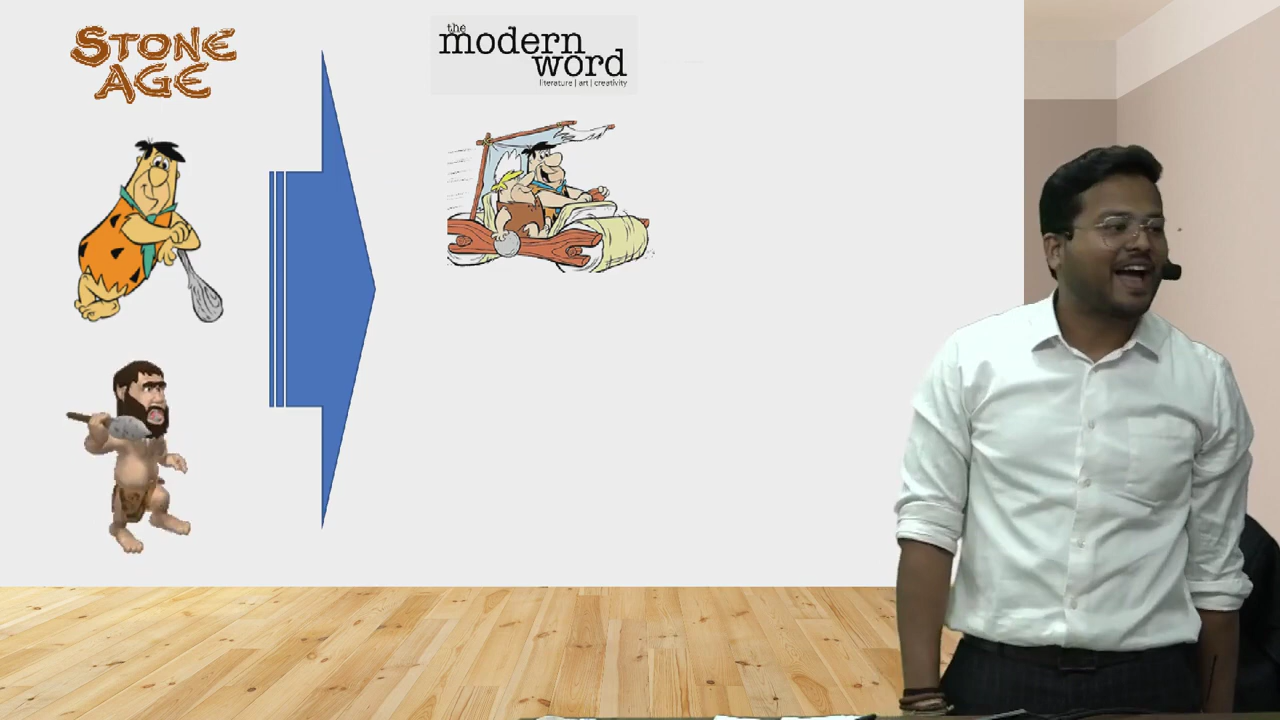 STONE
AGE
the
modern
word
literature | art | creativity